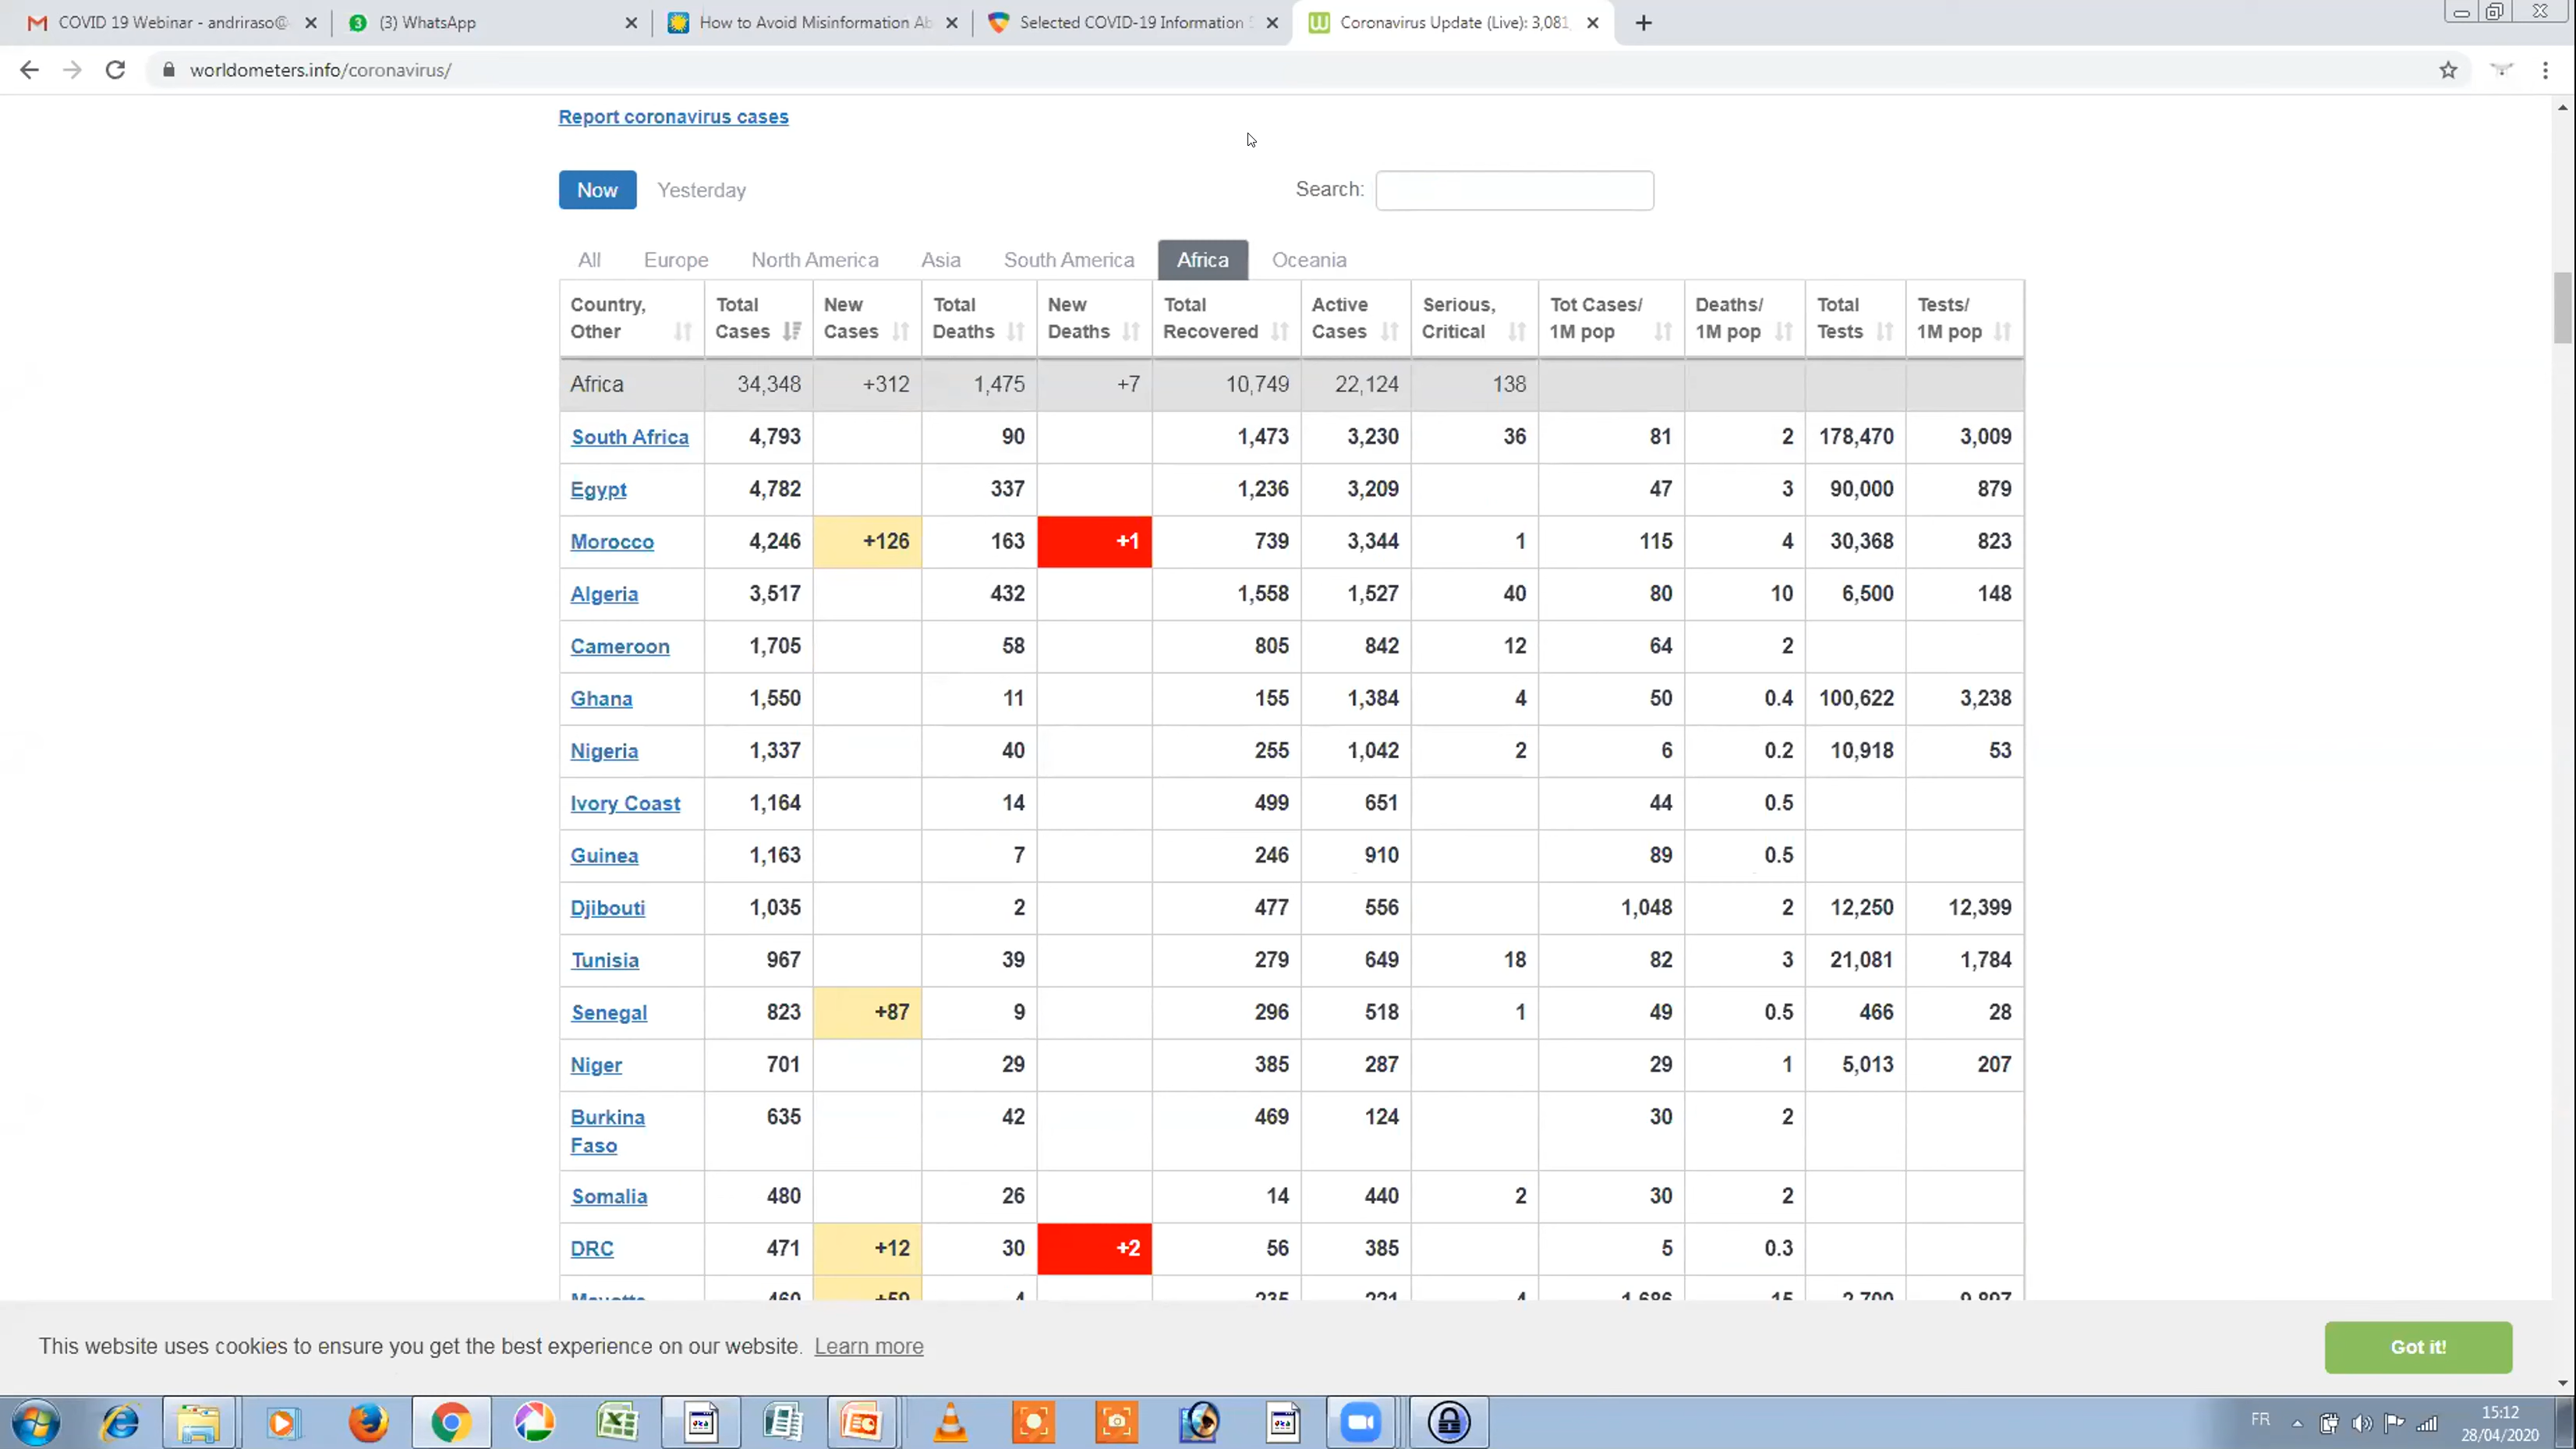 COVID 19 Webinar - andriraso@
3 (3) WhatsApp
How to Avoid Misinformation Ab
Selected COVID-19 Information
W Coronavirus Update (Live): 3,081,
worldometers.info/coronavirus/
Report coronavirus cases
Now Yesterday Search:
All Europe North America Asia South America Africa Oceania
Country, Total New Total New Total Active Serious, Tot Cases/ Deaths/ Total Tests/
Other Cases Cases Deaths Deaths Recovered Cases Critical 1M pop 1M pop Tests 1M pop
Africa 34,348 +312 1,475 +7 10,749 22,124 138
South Africa 4,793 90 1,473 3,230 36 81 2 178,470 3,009
Egypt 4,782 337 1,236 3,209 47 3 90,000 879
Morocco 4,246 +126 163 +1 739 3,344 1 115 4 30,368 823
Algeria 3,517 432 1,558 1,527 40 80 10 6,500 148
Cameroon 1,705 58 805 842 12 64 2
Ghana 1,550 11 155 1,384 4 50 0.4 100,622 3,238
Nigeria 1,337 40 255 1,042 2 6 0.2 10,918 53
Ivory Coast 1,164 14 499 651 44 0.5
Guinea 1,163 7 246 910 89 0.5
Djibouti 1,035 2 477 556 1,048 2 12,250 12,399
Tunisia 967 39 279 649 18 82 3 21,081 1,784
Senegal 823 +87 9 296 518 1 49 0.5 466 28
Niger 701 29 385 287 29 1 5,013 207
Burkina 635 42 469 124 30 2
Faso
Somalia 480 26 14 440 2 30 2
DRC 471 +12 30 +2 56 385 5 0.3
Mayotte 460 +59 4 235 221 4 1,686 15 2,700 9,897
This website uses cookies to ensure you get the best experience on our website. Learn more
Got it!
FR
15:12
28/04/2020